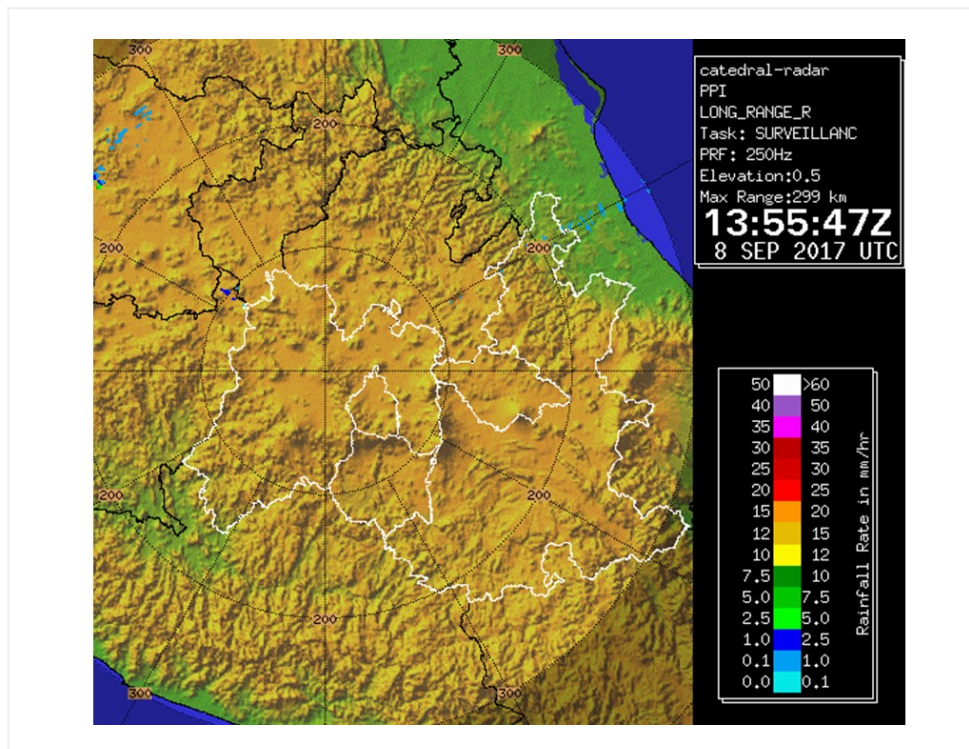 300
300
200
200
200
200
200
200
300
300
catedral-radar
PPI
LONG_RANGE_R
Task: SURVEILLANC
PRF: 250Hz
Elevation:0.5
Max Range:299 km
13:55:47Z
8 SEP 2017 UTC
50 >60
40 50
35 40
30 35
25 30
20 25
15 20
12 15
10 12
7.5 10
5.0 7.5
2.5 5.0
1.0 2.5
0.1 1.0
0.0 0.1
Rainfall Rate in mm/hr